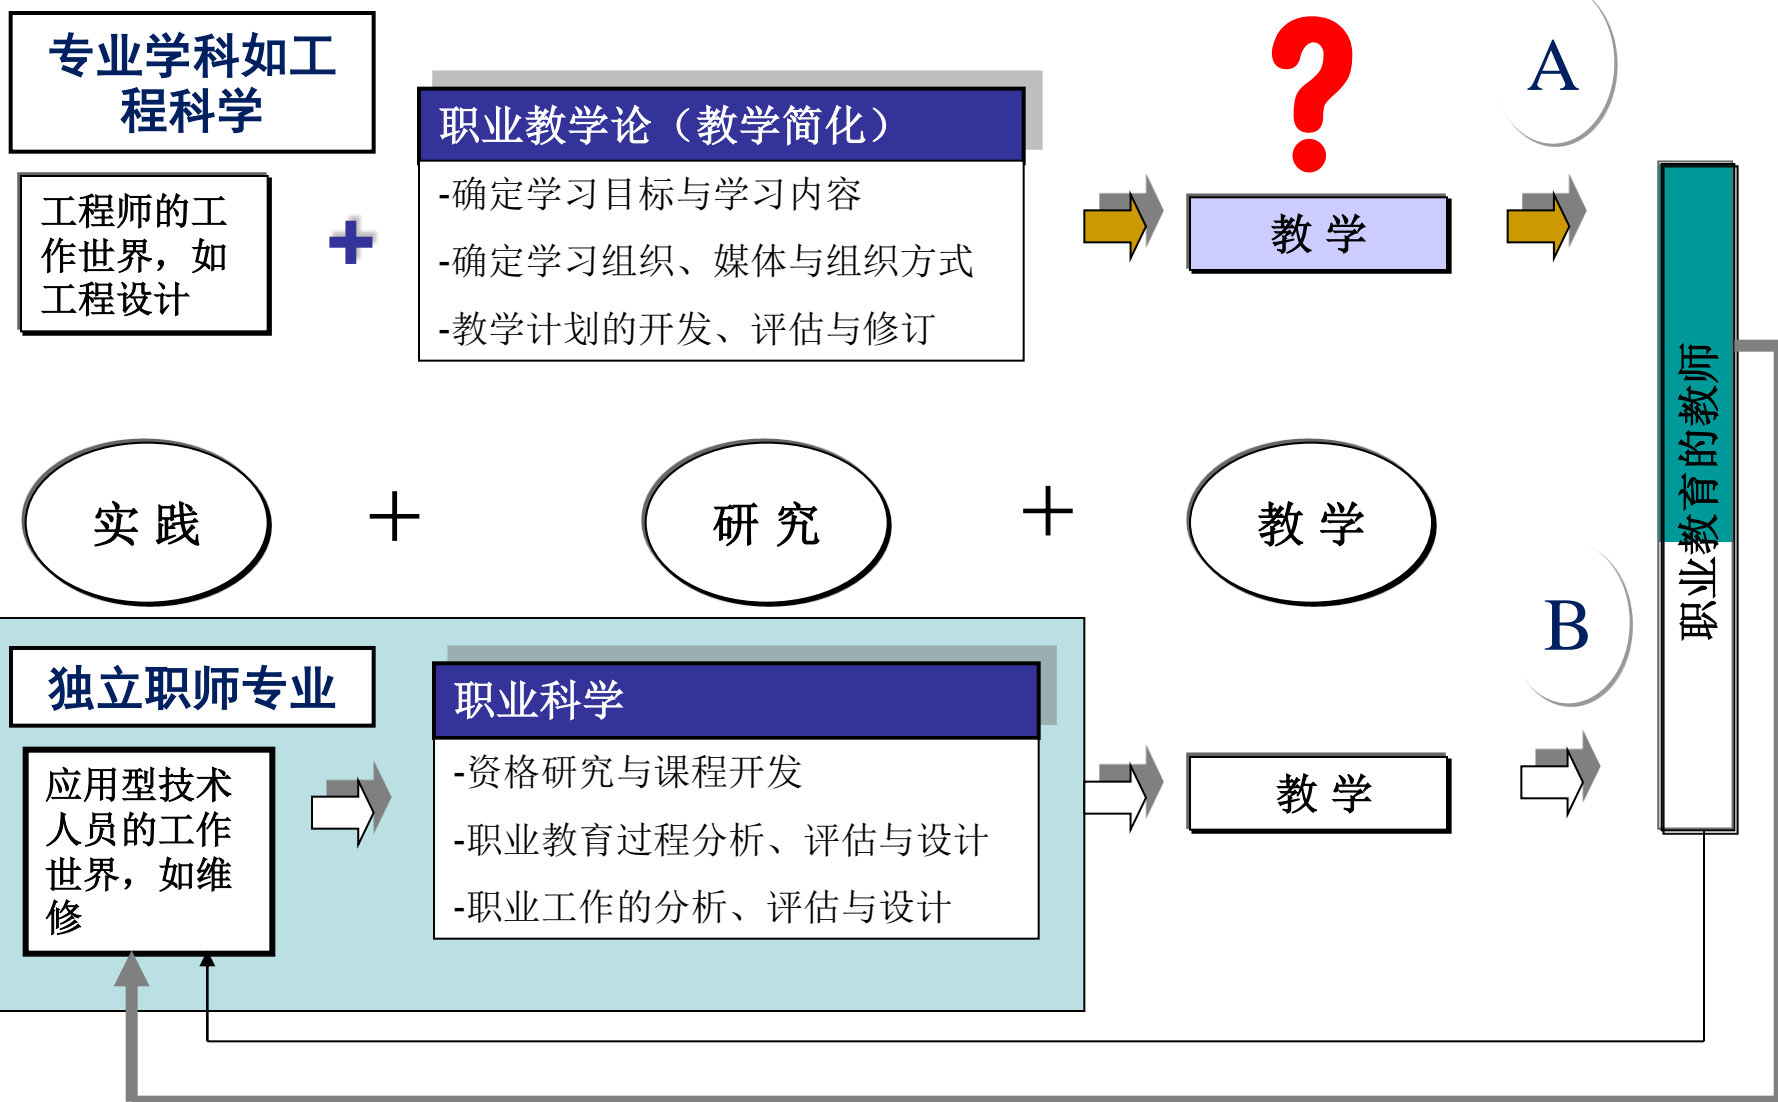 专业学科如工
程科学
工程师的工
作世界，如
工程设计
+
职业教学论（教学简化）
-确定学习目标与学习内容
-确定学习组织、媒体与组织方式
-教学计划的开发、评估与修订
?
教 学
A
实 践
+
研 究
+
教 学
职业教育的教师
独立职师专业
应用型技术
人员的工作
世界，如维
修
职业科学
-资格研究与课程开发
-职业教育过程分析、评估与设计
-职业工作的分析、评估与设计
教 学
B